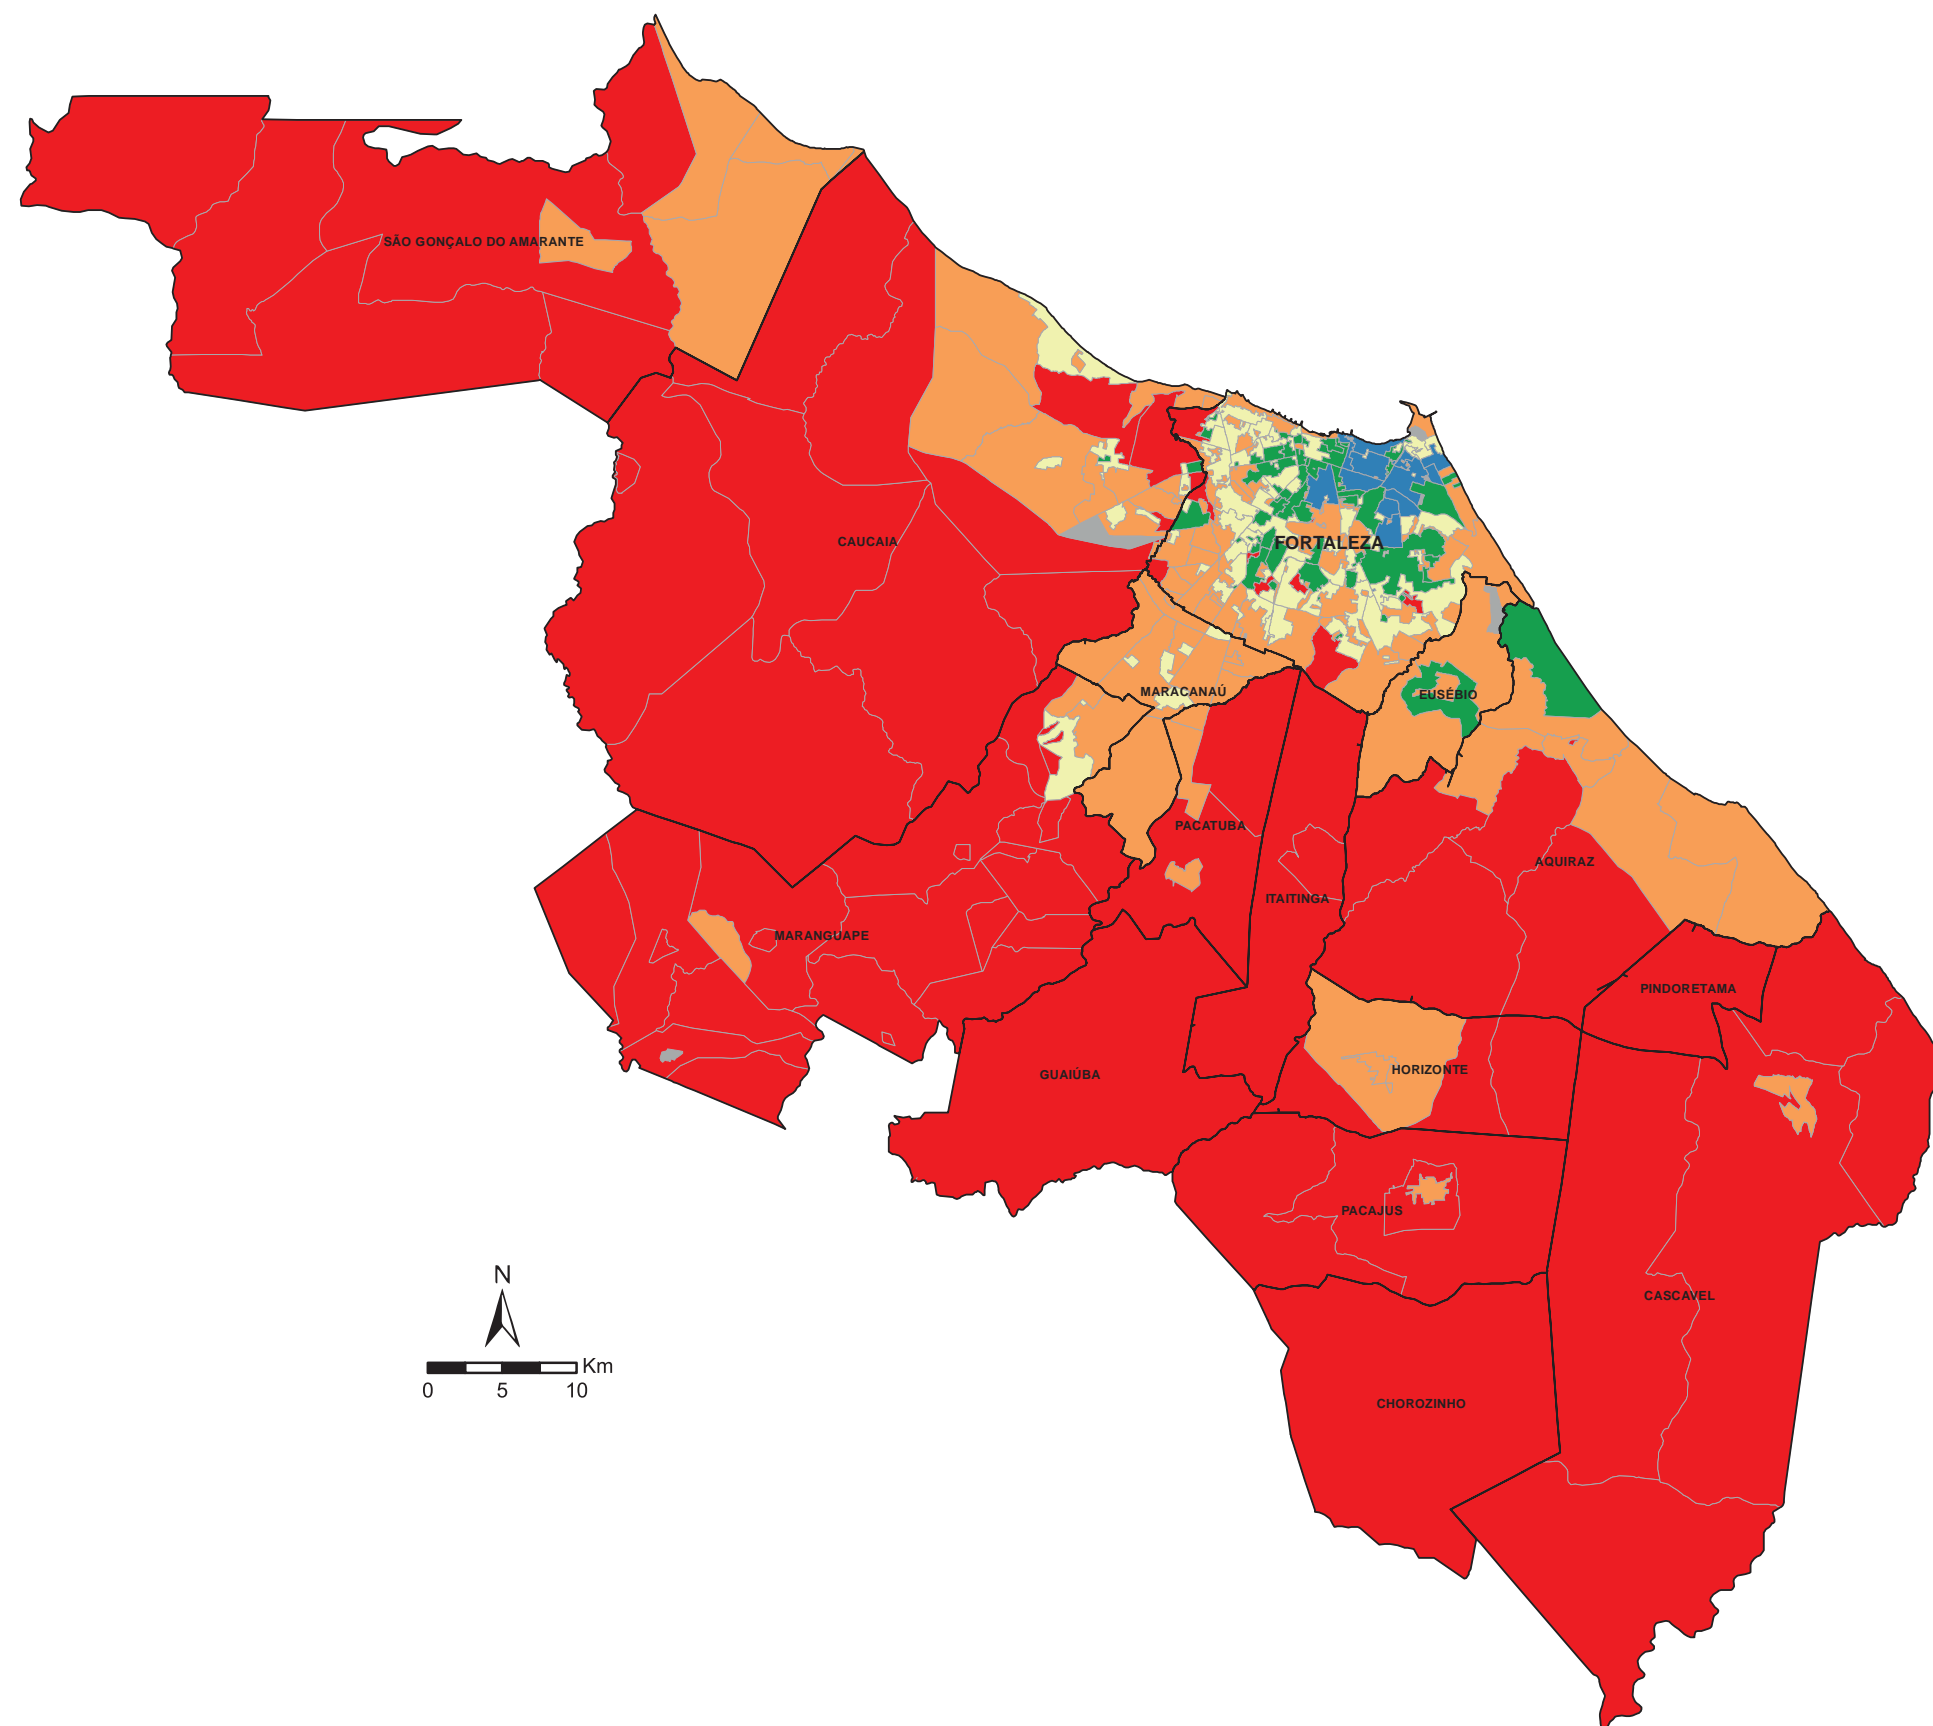 SÃO GONÇALO DO AMARANTE
CAUCAIA
FORTALEZA
MARACANAÚ
EUSÉBIO
PACATUBA
AQUIRAZ
ITAITINGA
MARANGUAPE
PINDORETAMA
HORIZONTE
GUAIÚBA
PACAJUS
N
CASCAVEL
Km
0 5 10
CHOROZINHO